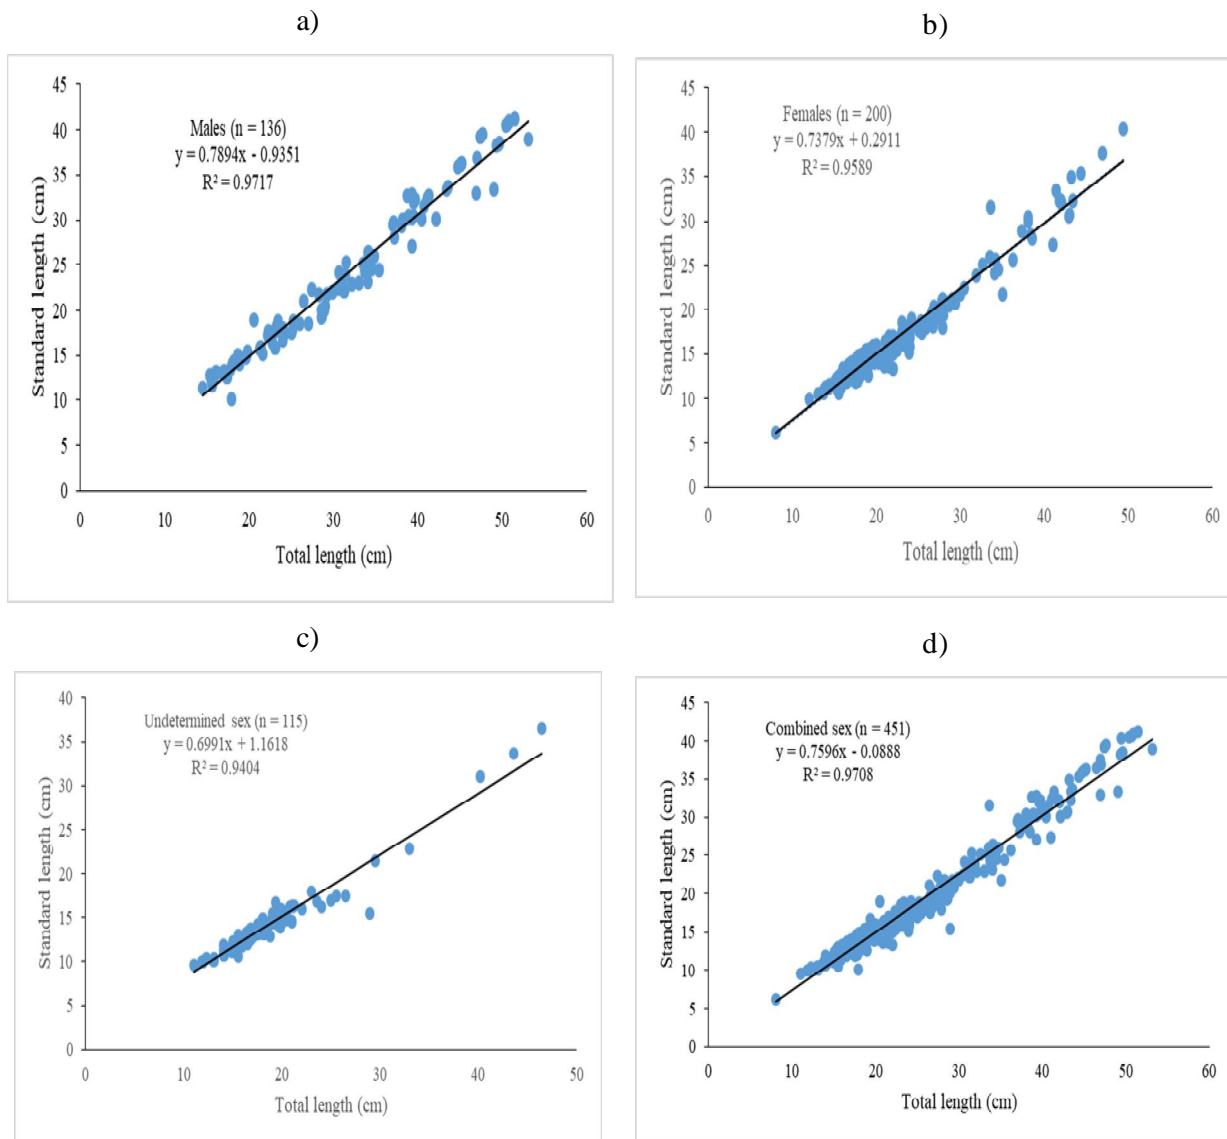 a)
Males (n = 136)
y = 0.7894x - 0.9351
R² = 0.9717
45
40
35
30
25
20
15
10
5
0
0 10 20 30 40 50 60
Standard length (cm)
Total length (cm)
b)
Females (n = 200)
y = 0.7379x + 0.2911
R² = 0.9589
45
40
35
30
25
20
15
10
5
0
0 10 20 30 40 50 60
Standard length (cm)
Total length (cm)
c)
Undetermined sex (n = 115)
y = 0.6991x + 1.1618
R² = 0.9404
40
35
30
25
20
15
10
5
0
0 10 20 30 40 50
Standard length (cm)
Total length (cm)
d)
Combined sex (n = 451)
y = 0.7596x - 0.0888
R² = 0.9708
45
40
35
30
25
20
15
10
5
0
0 10 20 30 40 50 60
Standard length (cm)
Total length (cm)